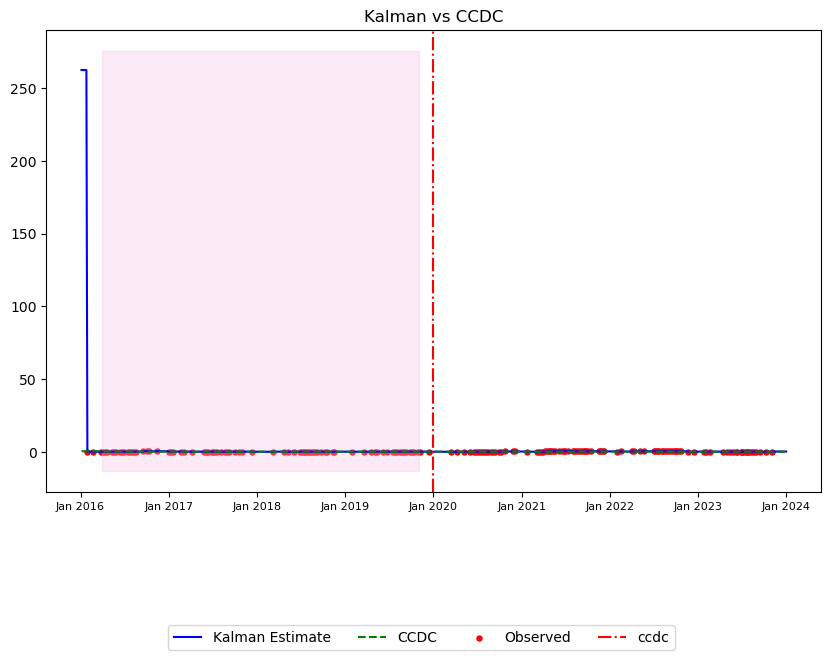 Kalman vs CCDC
250
200
150
100
50
0
Jan 2016 Jan 2017 Jan 2018 Jan 2019 Jan 2020 Jan 2021 Jan 2022 Jan 2023 Jan 2024
Kalman Estimate CCDC Observed ccdc